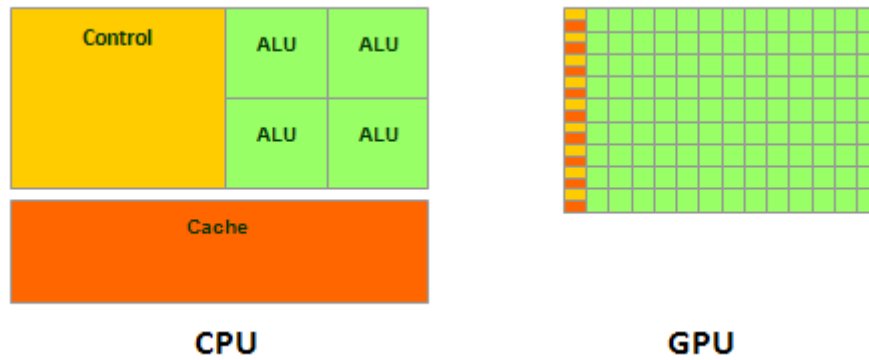 Control
ALU ALU
ALU ALU
Cache
CPU GPU